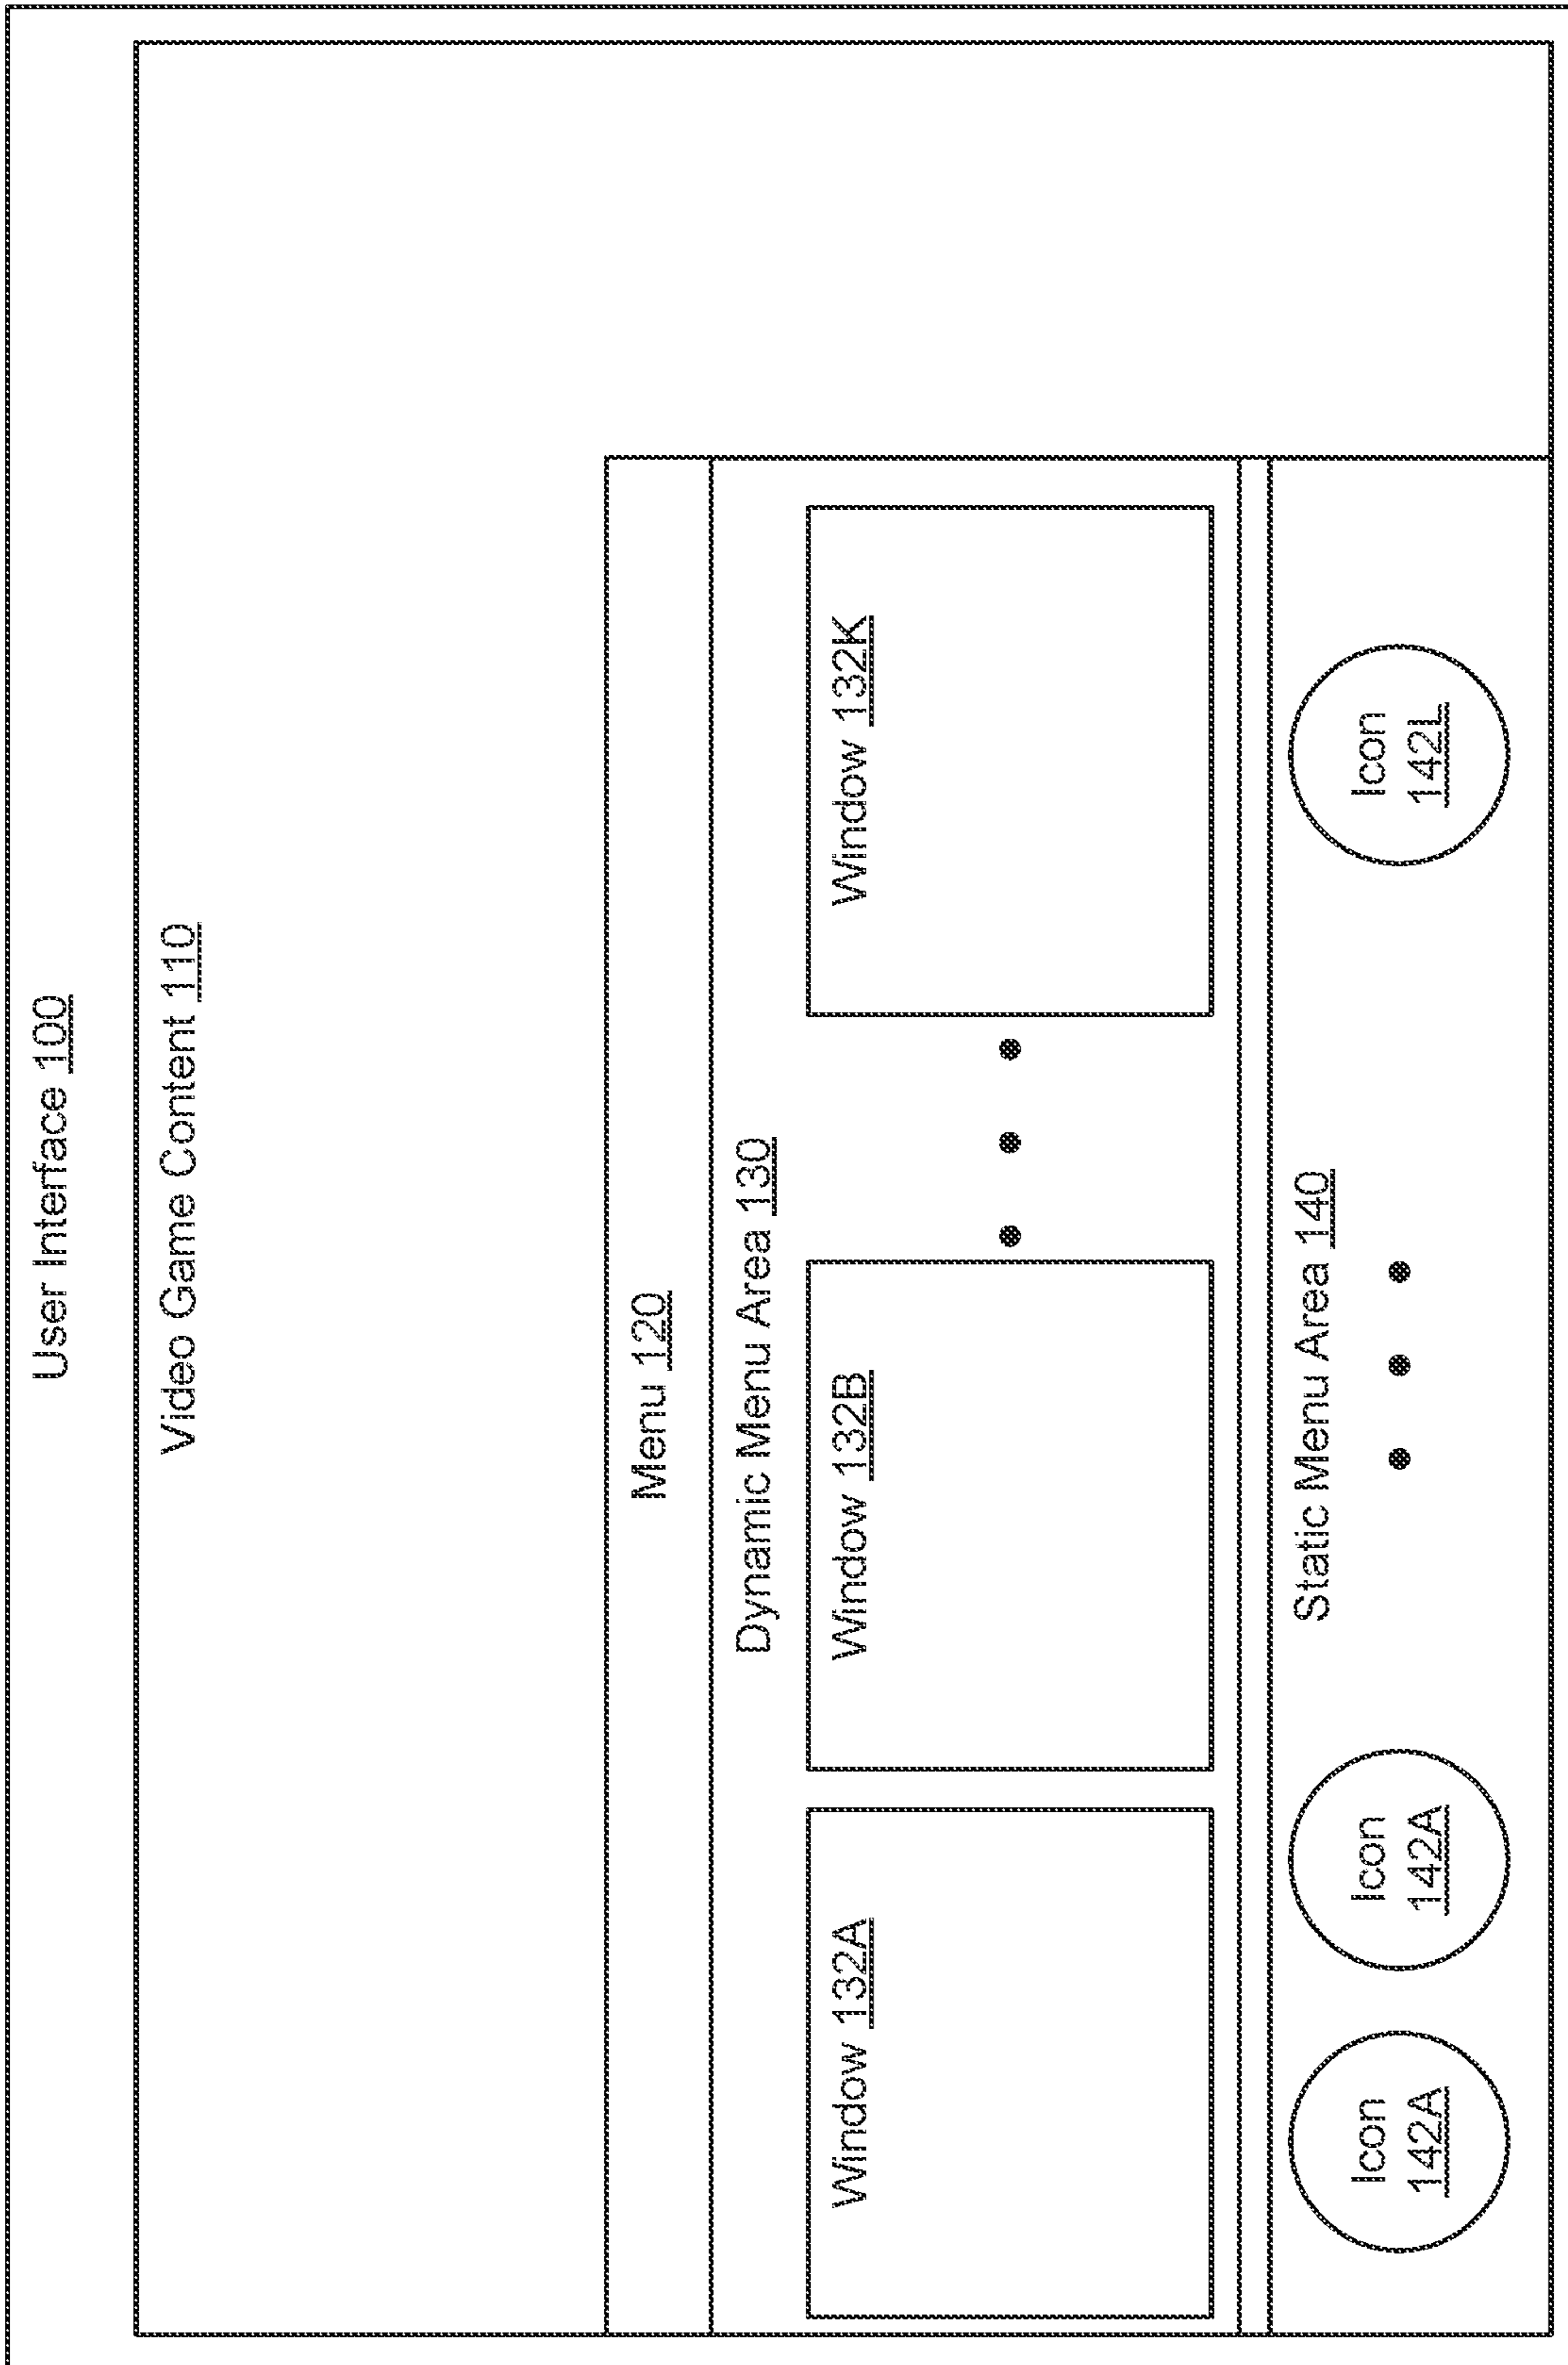 User Interface 100
Video Game Content 110
Menu 120
Dynamic Menu Area 130
Window 132A
Window 132B
Window 132K
Static Menu Area 140
Icon
142A
Icon
142A
Icon
142L